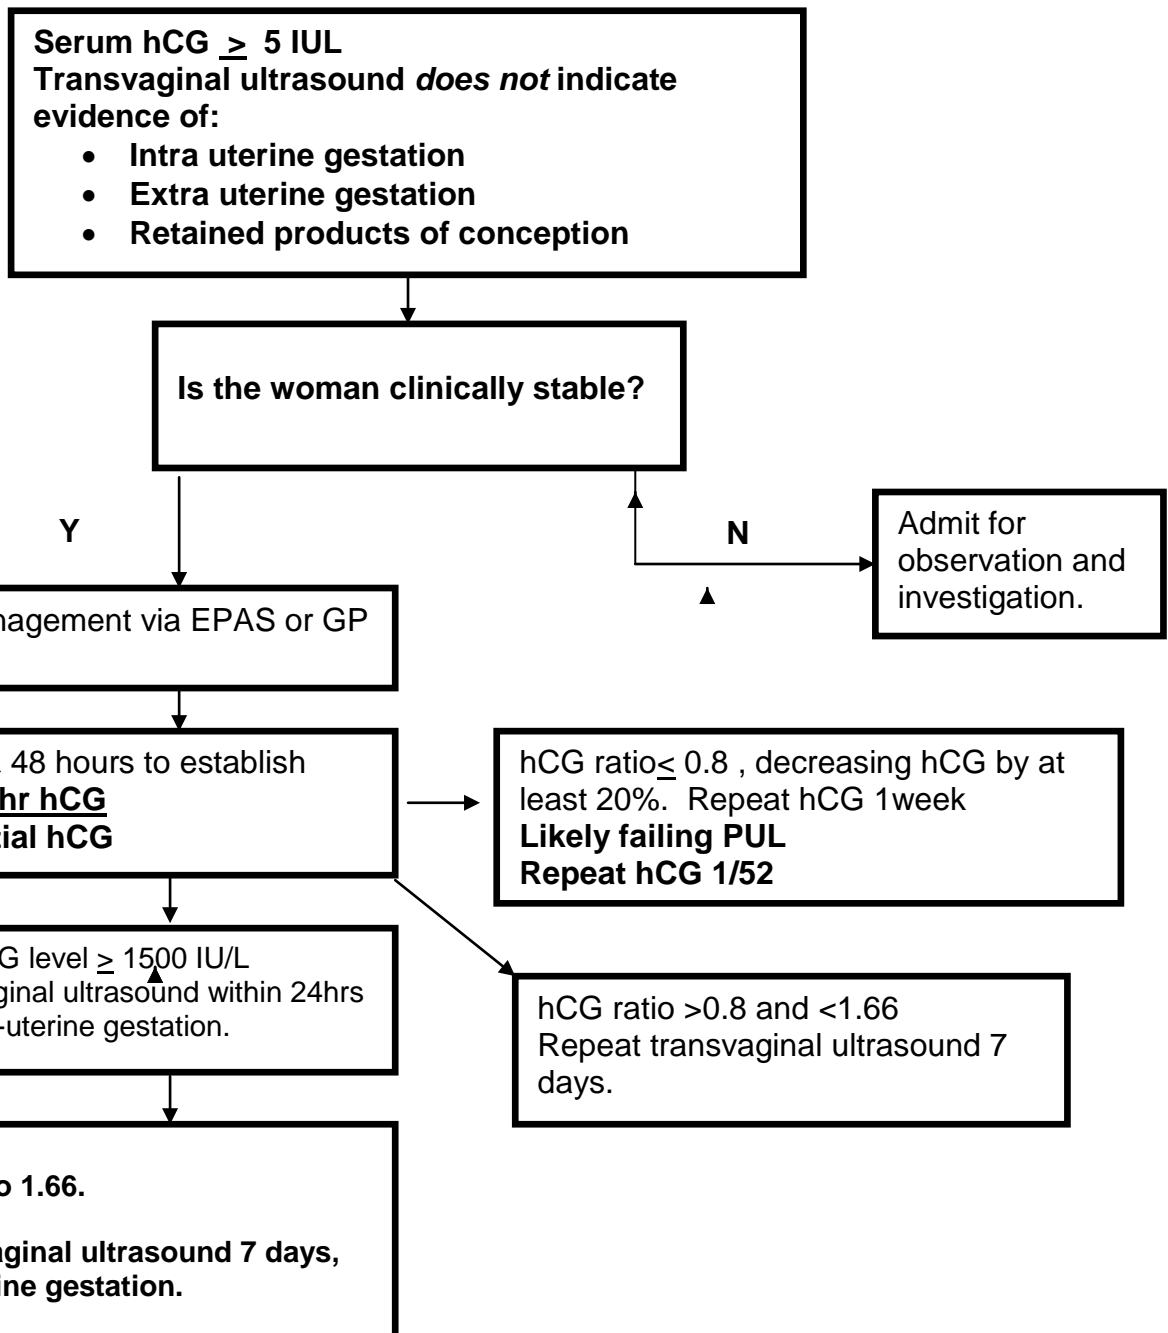 Serum hCG ≥ 5 IUL
Transvaginal ultrasound does not indicate
evidence of:
• Intra uterine gestation
• Extra uterine gestation
• Retained products of conception
Is the woman clinically stable?
Y
N
Admit for
observation and
investigation.
management via EPAS or GP
48 hours to establish
hr hCG
tial hCG
hCG ratio≤ 0.8 , decreasing hCG by at
least 20%. Repeat hCG 1week
Likely failing PUL
Repeat hCG 1/52
G level ≥ 1500 IU/L
ginal ultrasound within 24hrs
-uterine gestation.
hCG ratio >0.8 and <1.66
Repeat transvaginal ultrasound 7
days.
o 1.66.
aginal ultrasound 7 days,
ine gestation.